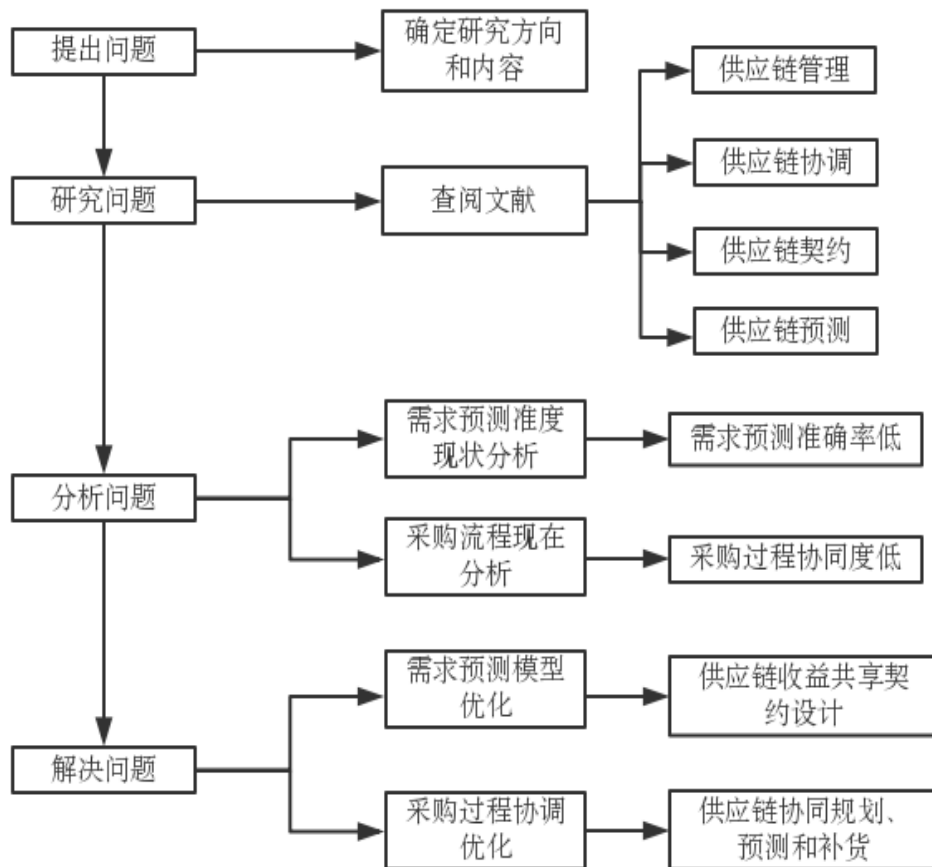 提出问题
确定研究方向
和内容
供应链管理
供应链协调
研究问题
查阅文献
供应链契约
供应链预测
需求预测准度
现状分析
需求预测准确率低
分析问题
采购流程现在
分析
采购过程协同度低
需求预测模型
优化
供应链收益共享契
约设计
解决问题
采购过程协调
优化
供应链协同规划、
预测和补货